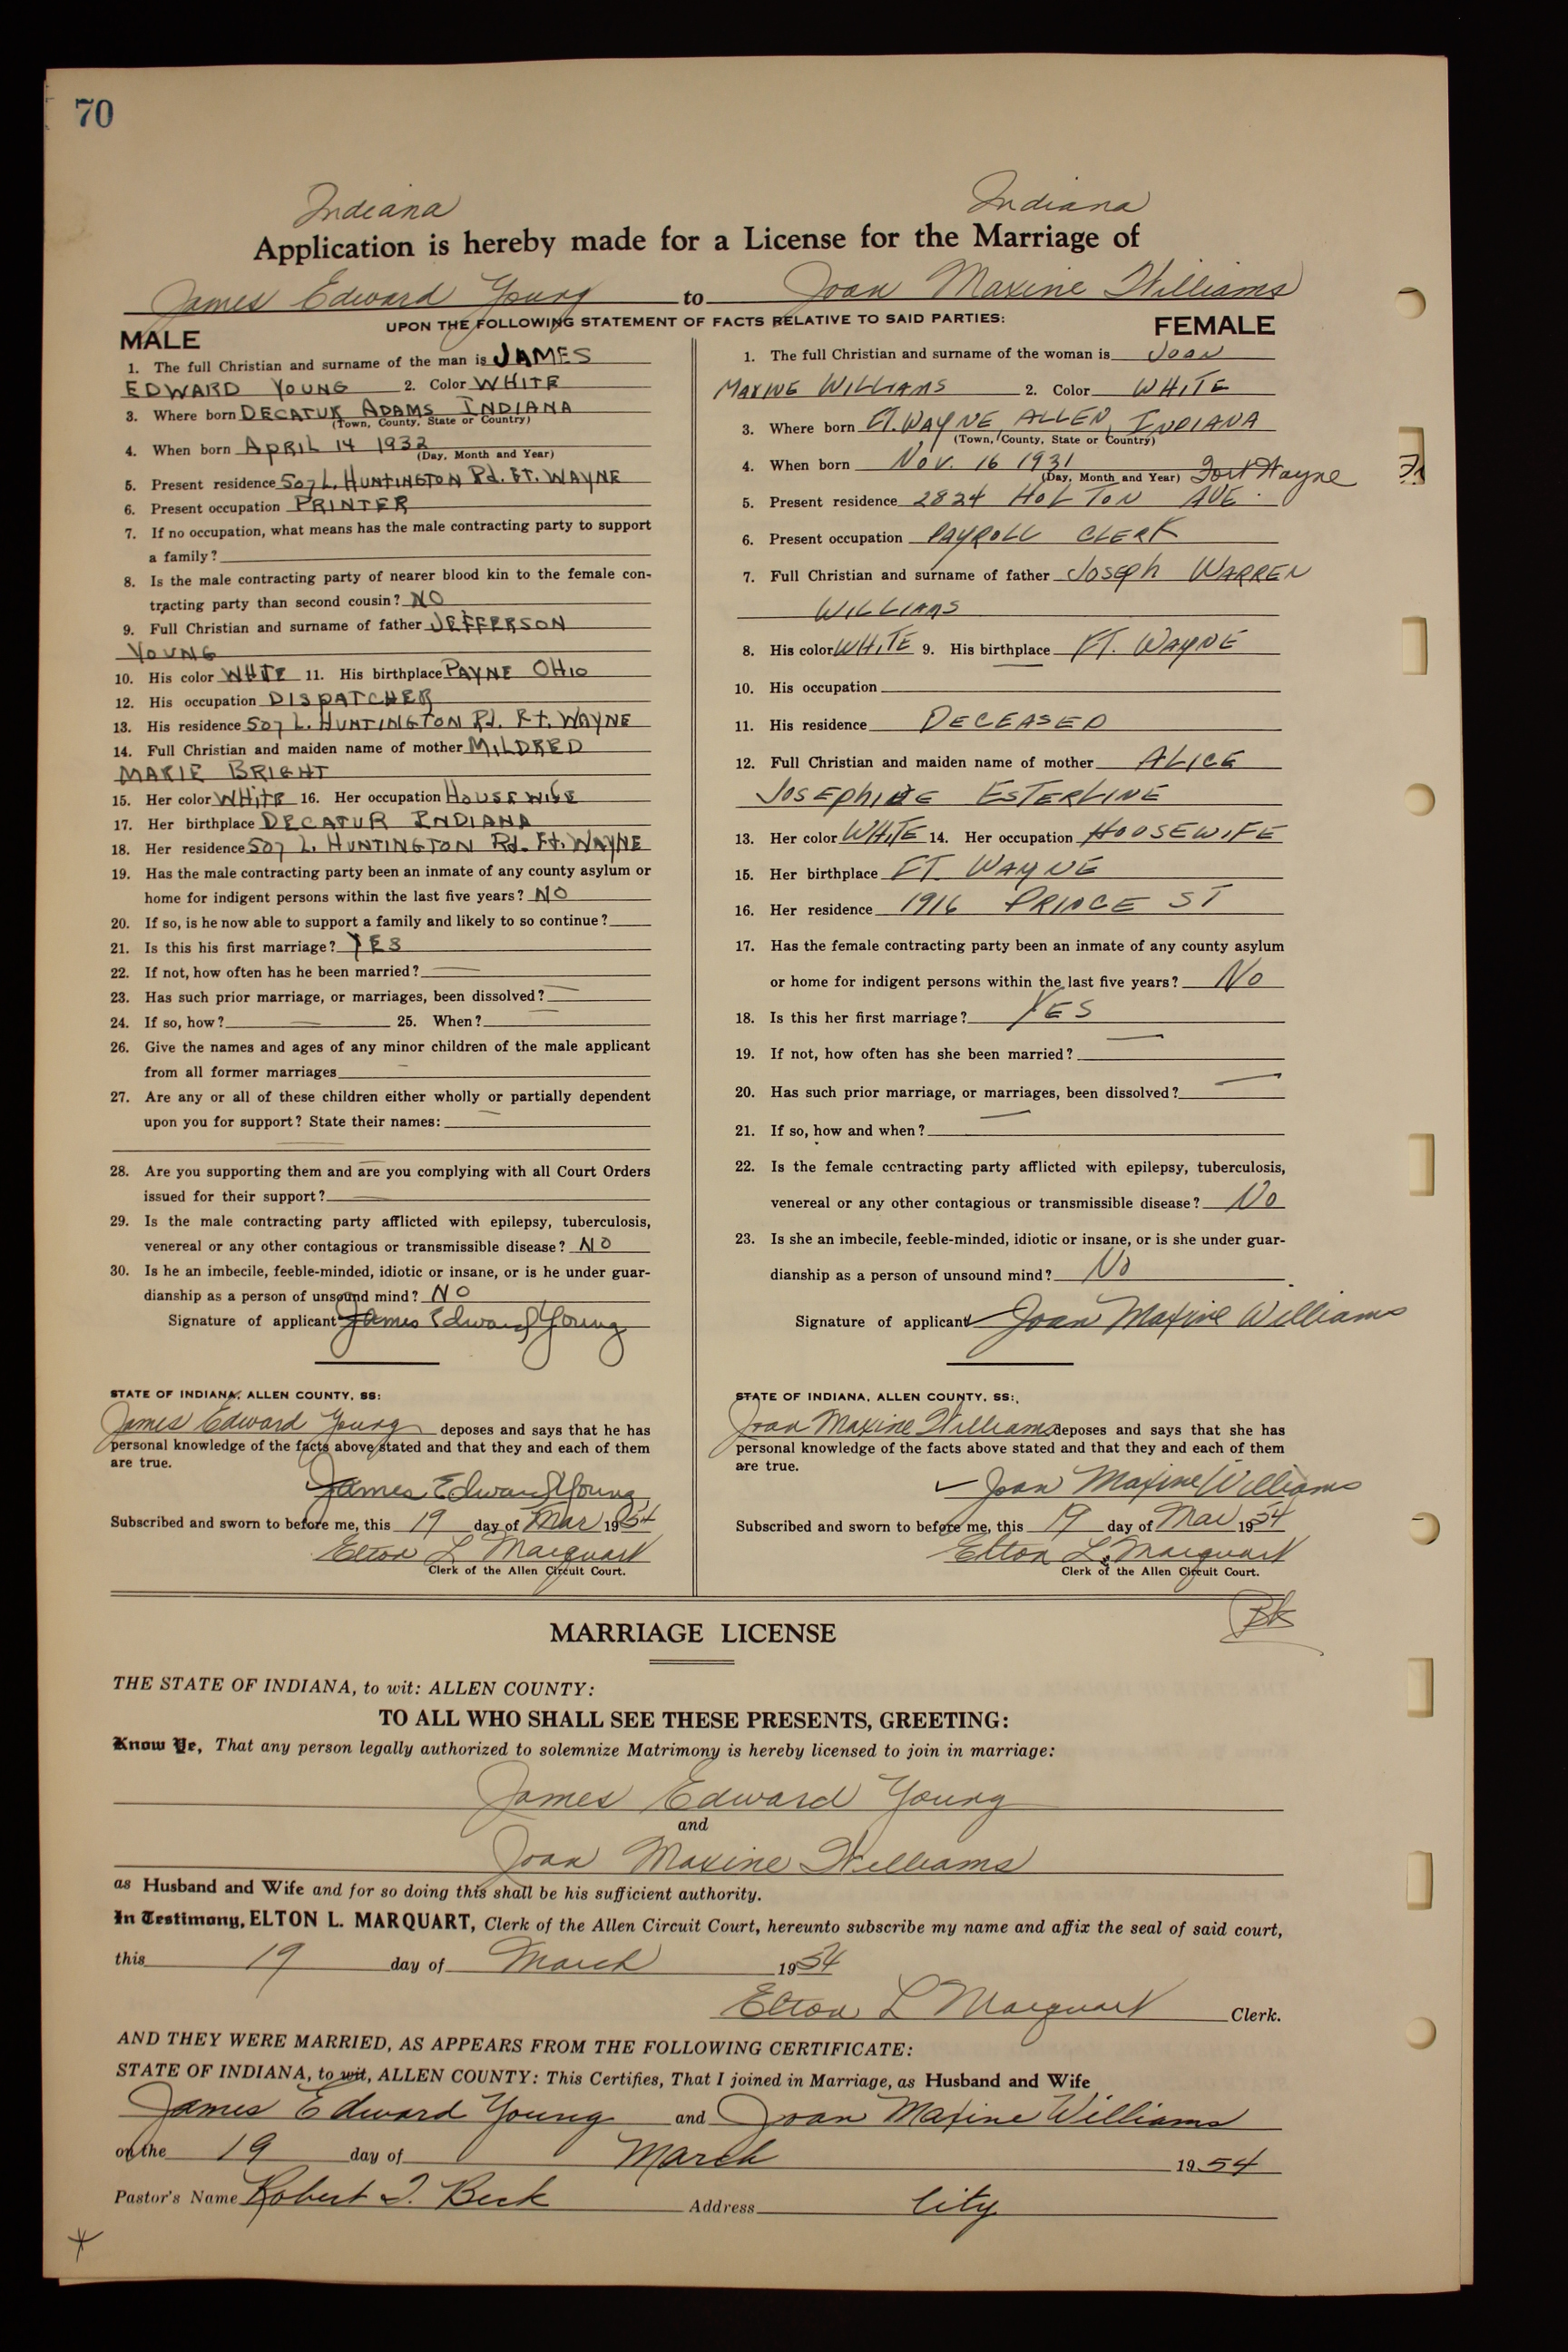 70
Indiana Indiana
Application is hereby made for a License for the Marriage of
James Edward Young to Joan Maxine Williams
UPON THE FOLLOWING STATEMENT OF FACTS RELATIVE TO SAID PARTIES:
MALE
1. The full Christian and surname of the man is JAMES
EDWARD YOUNG 2. Color WHITE
3. Where born DECATUR ADAMS INDIANA
(Town, County, State or Country)
4. When born APRIL 14 1932
(Day, Month and Year)
5. Present residence 507 L. HUNTINGTON Rd. FT. WAYNE
6. Present occupation PRINTER
7. If no occupation, what means has the male contracting party to support
a family?
8. Is the male contracting party of nearer blood kin to the female con-
tracting party than second cousin? NO
9. Full Christian and surname of father JEFFERSON
YOUNG
10. His color WHITE 11. His birthplace PAYNE OHIO
12. His occupation DISPATCHER
13. His residence 507 L. HUNTINGTON Rd. Ft. WAYNE
14. Full Christian and maiden name of mother MILDRED
MARIE BRIGHT
15. Her color WHITE 16. Her occupation HOUSEWIFE
17. Her birthplace DECATUR INDIANA
18. Her residence 507 L. HUNTINGTON Rd. Ft. WAYNE
19. Has the male contracting party been an inmate of any county asylum or
home for indigent persons within the last five years? NO
20. If so, is he now able to support a family and likely to so continue?
21. Is this his first marriage? YES
22. If not, how often has he been married?
23. Has such prior marriage, or marriages, been dissolved?
24. If so, how? 25. When?
26. Give the names and ages of any minor children of the male applicant
from all former marriages
27. Are any or all of these children either wholly or partially dependent
upon you for support? State their names:
28. Are you supporting them and are you complying with all Court Orders
issued for their support?
29. Is the male contracting party afflicted with epilepsy, tuberculosis,
venereal or any other contagious or transmissible disease? NO
30. Is he an imbecile, feeble-minded, idiotic or insane, or is he under guar-
dianship as a person of unsound mind? NO
Signature of applicant James Edward Young
STATE OF INDIANA, ALLEN COUNTY, SS:
James Edward Young deposes and says that he has
personal knowledge of the facts above stated and that they and each of them
are true.
James Edward Young
Subscribed and sworn to before me, this 19 day of Mar 1954
Elton L Marquart
Clerk of the Allen Circuit Court.
FEMALE
1. The full Christian and surname of the woman is JOAN
MAXINE WILLIAMS 2. Color WHITE
3. Where born FT. WAYNE ALLEN, INDIANA
(Town, County, State or Country)
4. When born NOV. 16 1931
(Day, Month and Year) Fort Wayne
5. Present residence 2824 HOLTON AVE.
6. Present occupation PAYROLL CLERK
7. Full Christian and surname of father JOSEPH WARREN
WILLIAMS
8. His color WHITE 9. His birthplace FT. WAYNE
10. His occupation
11. His residence DECEASED
12. Full Christian and maiden name of mother ALICE
JOSEPHINE ESTERLINE
13. Her color WHITE 14. Her occupation HOUSEWIFE
15. Her birthplace FT. WAYNE
16. Her residence 1916 PRINCE ST
17. Has the female contracting party been an inmate of any county asylum
or home for indigent persons within the last five years? No
18. Is this her first marriage? YES
19. If not, how often has she been married?
20. Has such prior marriage, or marriages, been dissolved?
21. If so, how and when?
22. Is the female contracting party afflicted with epilepsy, tuberculosis,
venereal or any other contagious or transmissible disease? No
23. Is she an imbecile, feeble-minded, idiotic or insane, or is she under guar-
dianship as a person of unsound mind? No
Signature of applicant Joan Maxine Williams
STATE OF INDIANA, ALLEN COUNTY, SS:
Joan Maxine Williams deposes and says that she has
personal knowledge of the facts above stated and that they and each of them
are true.
Joan Maxine Williams
Subscribed and sworn to before me, this 19 day of Mar 1954
Elton L. Marquart
Clerk of the Allen Circuit Court.
MARRIAGE LICENSE
THE STATE OF INDIANA, to wit: ALLEN COUNTY:
TO ALL WHO SHALL SEE THESE PRESENTS, GREETING:
Know Ye, That any person legally authorized to solemnize Matrimony is hereby licensed to join in marriage:
James Edward Young
and
Joan Maxine Williams
as Husband and Wife and for so doing this shall be his sufficient authority.
In Testimony, ELTON L. MARQUART, Clerk of the Allen Circuit Court, hereunto subscribe my name and affix the seal of said court,
this 19 day of March 1954
Elton L Marquart Clerk.
AND THEY WERE MARRIED, AS APPEARS FROM THE FOLLOWING CERTIFICATE:
STATE OF INDIANA, to wit, ALLEN COUNTY: This Certifies, That I joined in Marriage, as Husband and Wife
James Edward Young and Joan Maxine Williams
on the 19 day of March 1954
Pastor's Name Robert J. Beck Address City